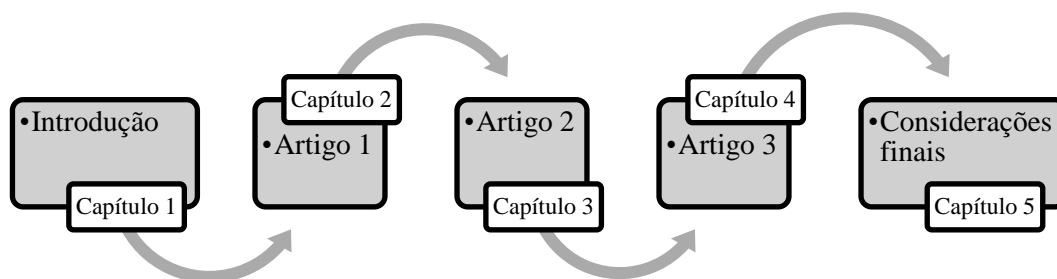 •Introdução
Capítulo 1
Capítulo 2
•Artigo 1
•Artigo 2
Capítulo 3
Capítulo 4
•Artigo 3
•Considerações
finais
Capítulo 5